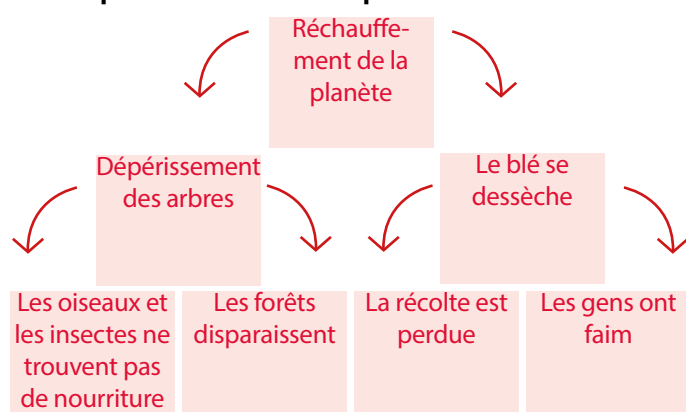 Réchauffe-
ment de la
planète
Dépérissement
des arbres
Le blé se
dessèche
Les oiseaux et
les insectes ne
trouvent pas
de nourriture
Les forêts
disparaissent
La récolte est
perdue
Les gens ont
faim